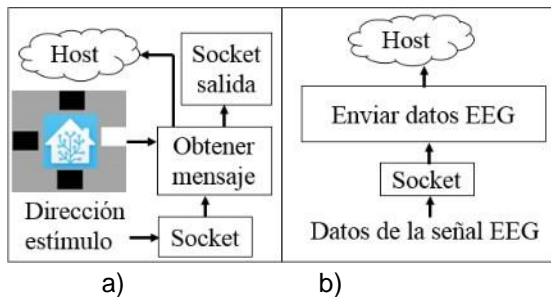 Host
Socket
salida
Obtener
mensaje
Dirección
estímulo
Socket
a)
Host
Enviar datos EEG
Socket
Datos de la señal EEG
b)